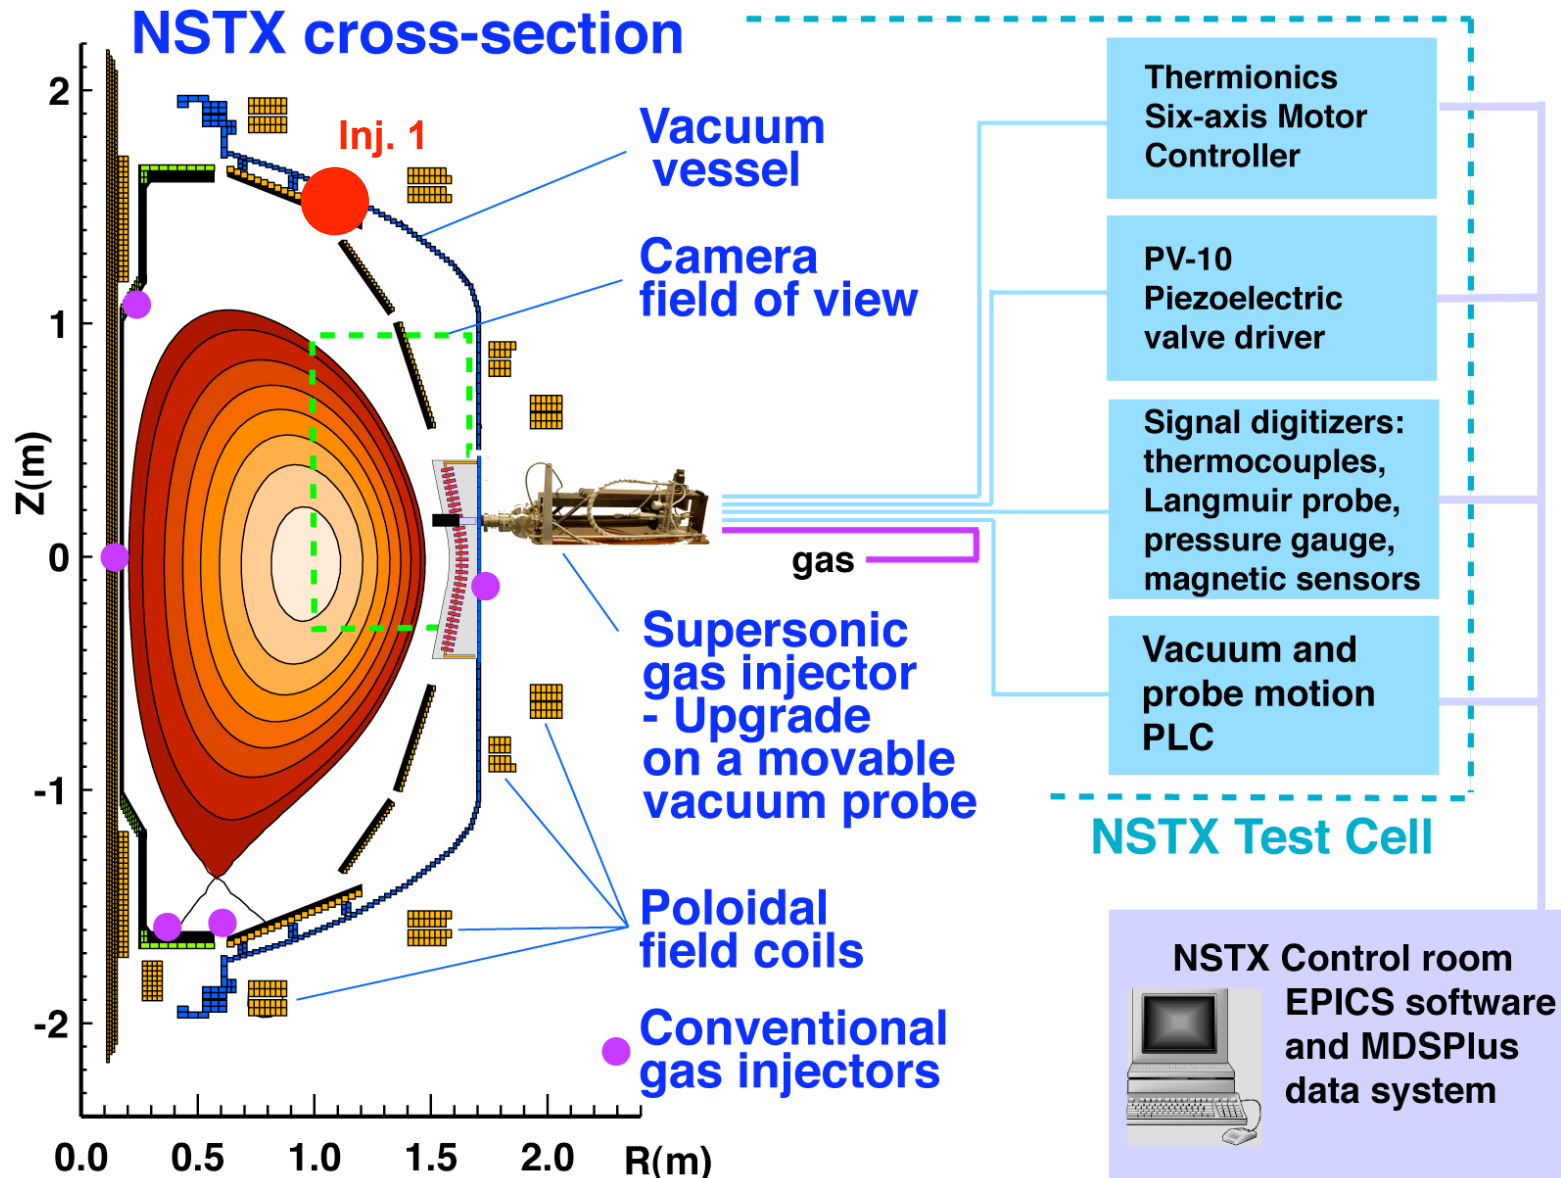 NSTX cross-section
2
1
0
-1
-2
Z(m)
0.0
0.5
1.0
1.5
2.0
R(m)
Inj. 1
Vacuum
vessel
Camera
field of view
gas
Supersonic
gas injector
- Upgrade
on a movable
vacuum probe
Poloidal
field coils
Conventional
gas injectors
Thermionics
Six-axis Motor
Controller
PV-10
Piezoelectric
valve driver
Signal digitizers:
thermocouples,
Langmuir probe,
pressure gauge,
magnetic sensors
Vacuum and
probe motion
PLC
NSTX Test Cell
NSTX Control room
EPICS software
and MDSPlus
data system